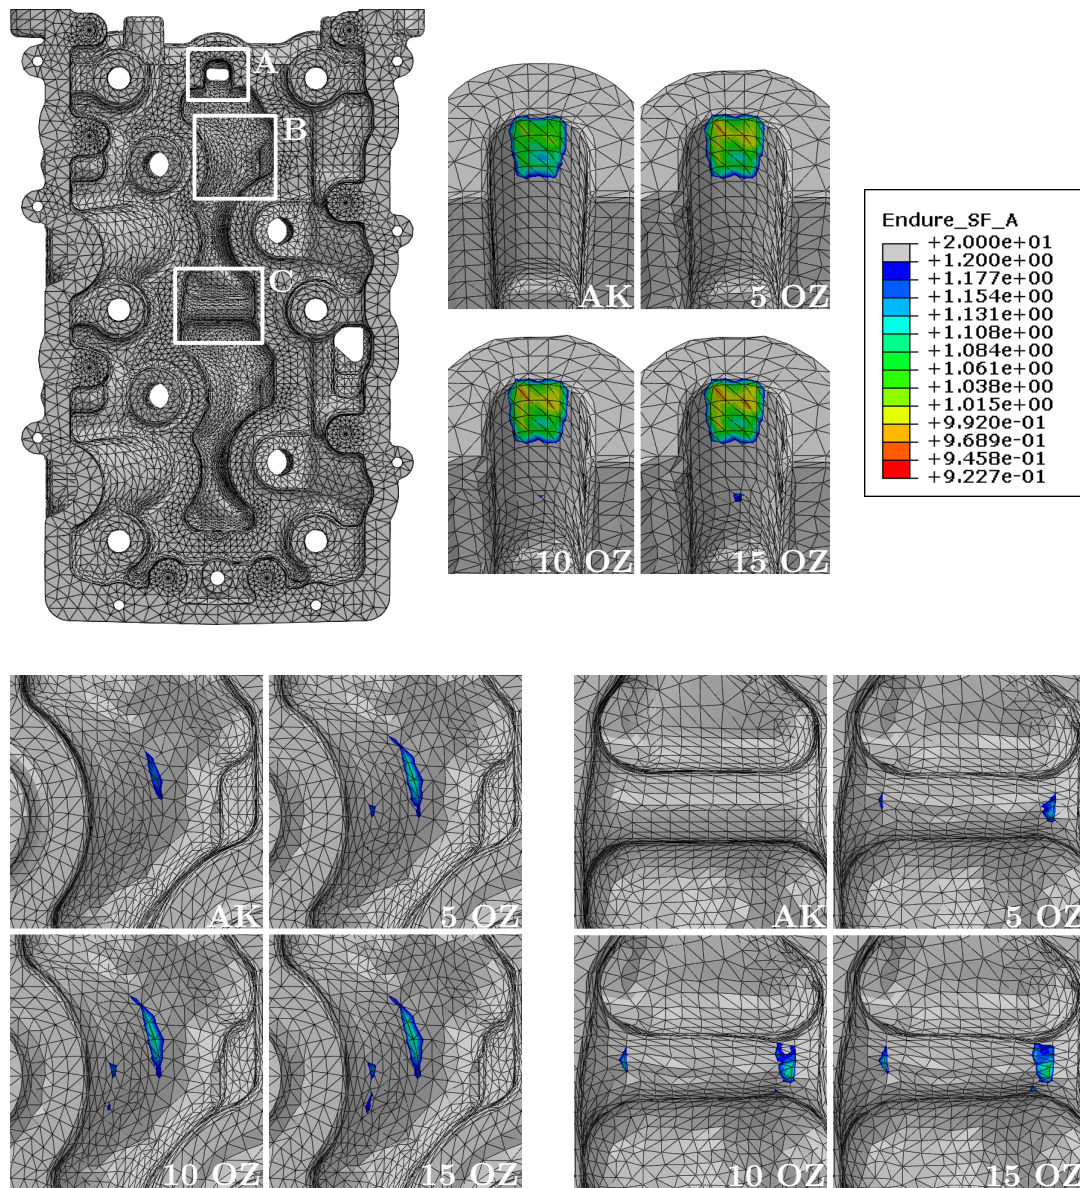 A
B
C
AK
5 OZ
10 OZ
15 OZ
Endure_SF_A
+2.000e+01
+1.200e+00
+1.177e+00
+1.154e+00
+1.131e+00
+1.108e+00
+1.084e+00
+1.061e+00
+1.038e+00
+1.015e+00
+9.920e-01
+9.689e-01
+9.458e-01
+9.227e-01
AK
5 OZ
10 OZ
15 OZ
AK
5 OZ
10 OZ
15 OZ